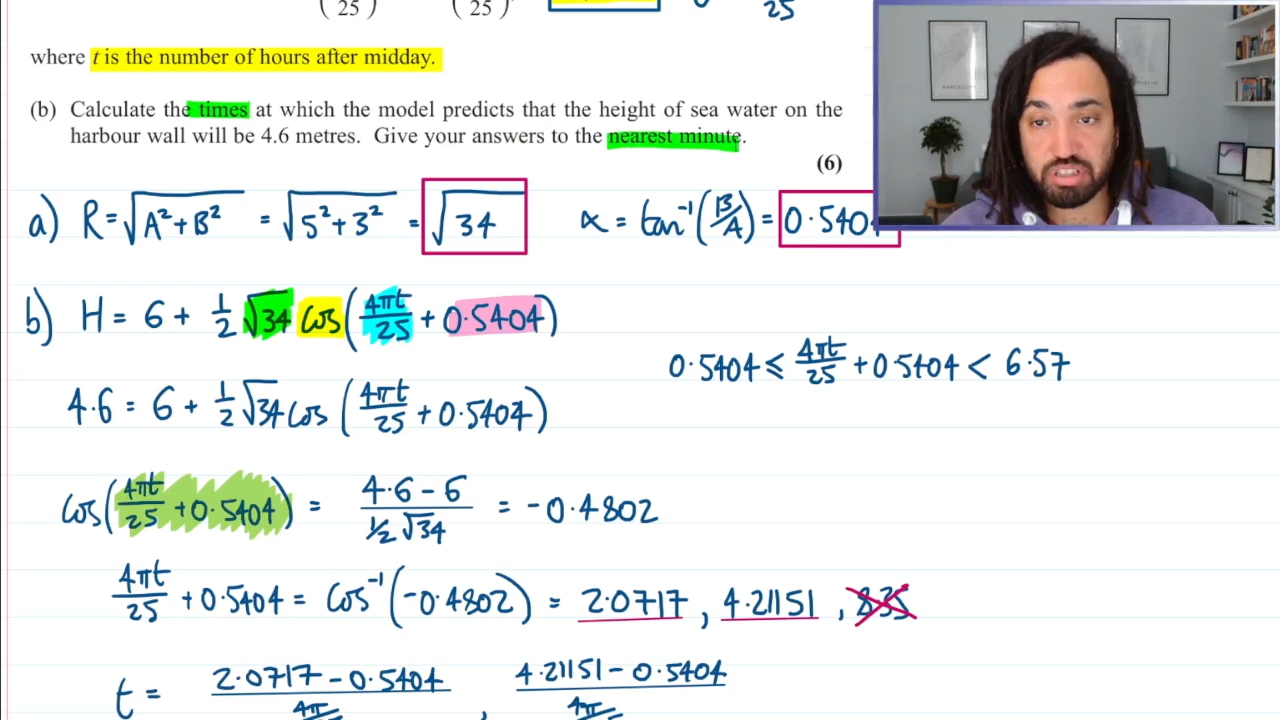 ( 25 ) ( 25 ) 25
where t is the number of hours after midday.
(b) Calculate the times at which the model predicts that the height of sea water on the
harbour wall will be 4.6 metres. Give your answers to the nearest minute.
(6)
a) R = √(A² + B²) = √(5² + 3²) = √34 α = tan⁻¹(B/A) = 0.5404
b) H = 6 + ½√34 cos(4πt/25 + 0.5404)
0.5404 ≤ 4πt/25 + 0.5404 < 6.57
4.6 = 6 + ½√34 cos(4πt/25 + 0.5404)
cos(4πt/25 + 0.5404) = (4.6 - 6)/(½√34) = -0.4802
4πt/25 + 0.5404 = cos⁻¹(-0.4802) = 2.0717, 4.21151, 8.35
t = (2.0717 - 0.5404)/4π, (4.21151 - 0.5404)/4π